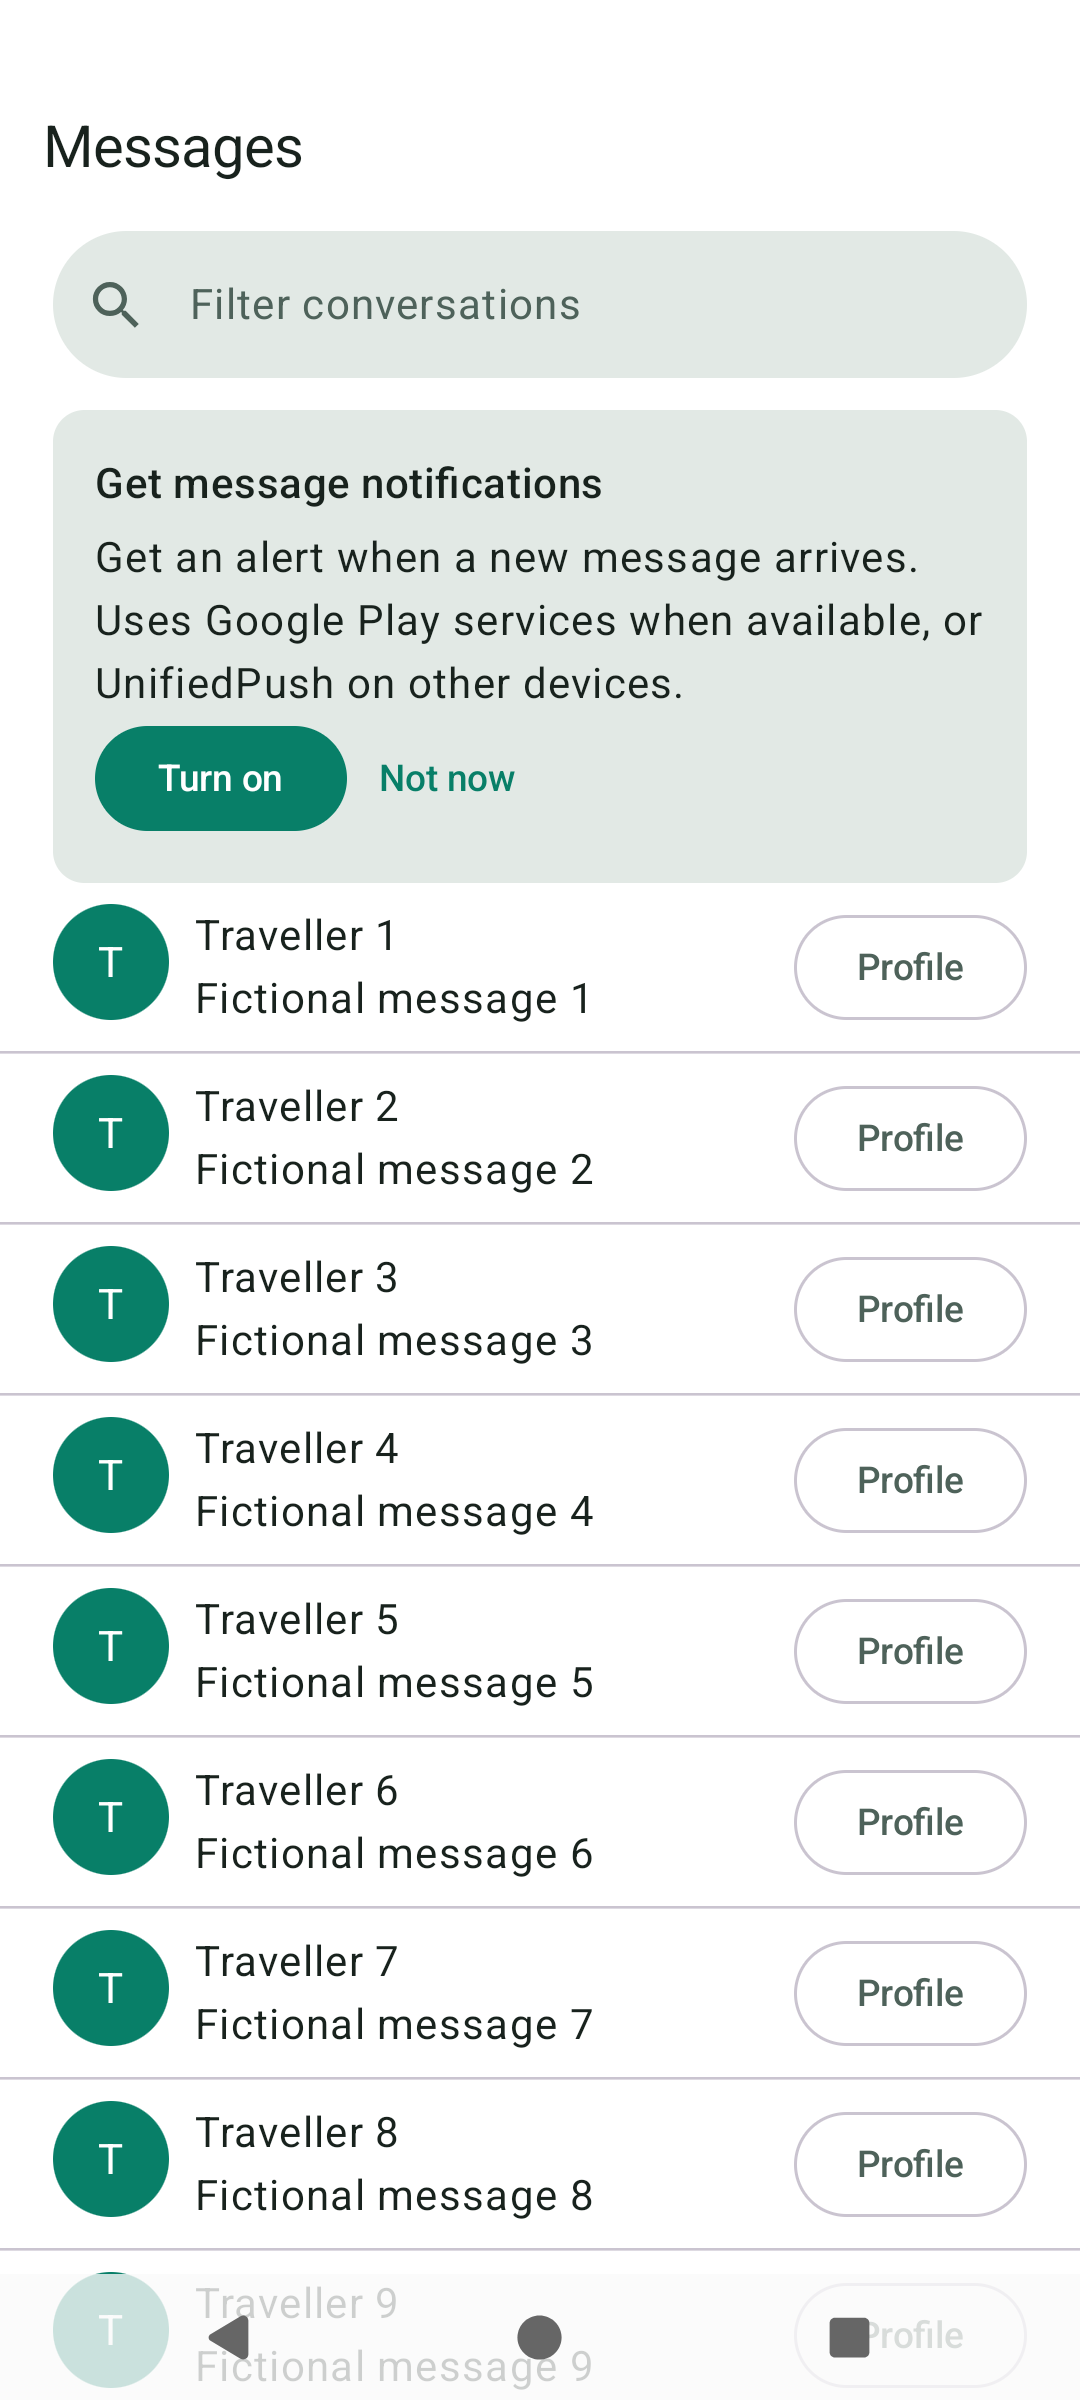 Messages
Filter conversations
Get message notifications
Get an alert when a new message arrives.
Uses Google Play services when available, or
UnifiedPush on other devices.
Turn on
Not now
T
Traveller 1
Fictional message 1
Profile
T
Traveller 2
Fictional message 2
Profile
T
Traveller 3
Fictional message 3
Profile
T
Traveller 4
Fictional message 4
Profile
T
Traveller 5
Fictional message 5
Profile
T
Traveller 6
Fictional message 6
Profile
T
Traveller 7
Fictional message 7
Profile
T
Traveller 8
Fictional message 8
Profile
T
Traveller 9
Fictional message 9
Profile